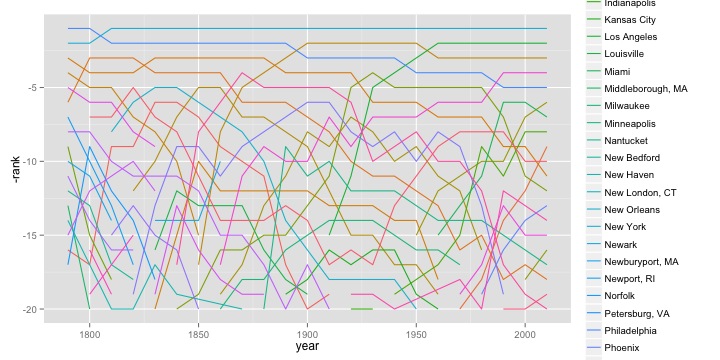 Indianapolis
Kansas City
Los Angeles
Louisville
Miami
Middleborough, MA
Milwaukee
Minneapolis
Nantucket
New Bedford
New Haven
New London, CT
New Orleans
New York
Newark
Newburyport, MA
Newport, RI
Norfolk
Petersburg, VA
Philadelphia
Phoenix
-5
-10
-15
-20
-rank
1800
1850
1900
1950
2000
year